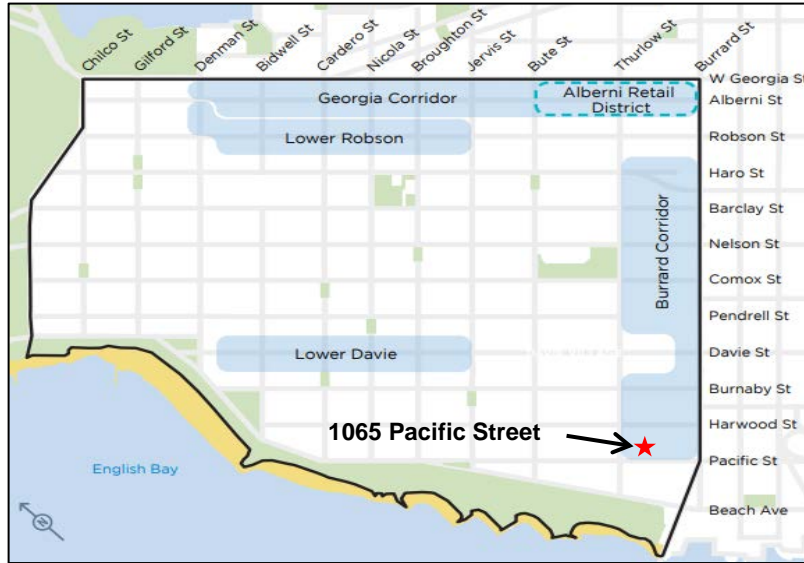 Chilco St
Gilford St
Denman St
Bidwell St
Cardero St
Nicola St
Broughton St
Jervis St
Bute St
Thurlow St
Burrard St
W Georgia St
Georgia Corridor
Alberni Retail
District
Alberni St
Lower Robson
Robson St
Haro St
Barclay St
Burrard Corridor
Nelson St
Comox St
Pendrell St
Lower Davie
Davie St
Burnaby St
1065 Pacific Street
Harwood St
English Bay
Pacific St
Beach Ave
N